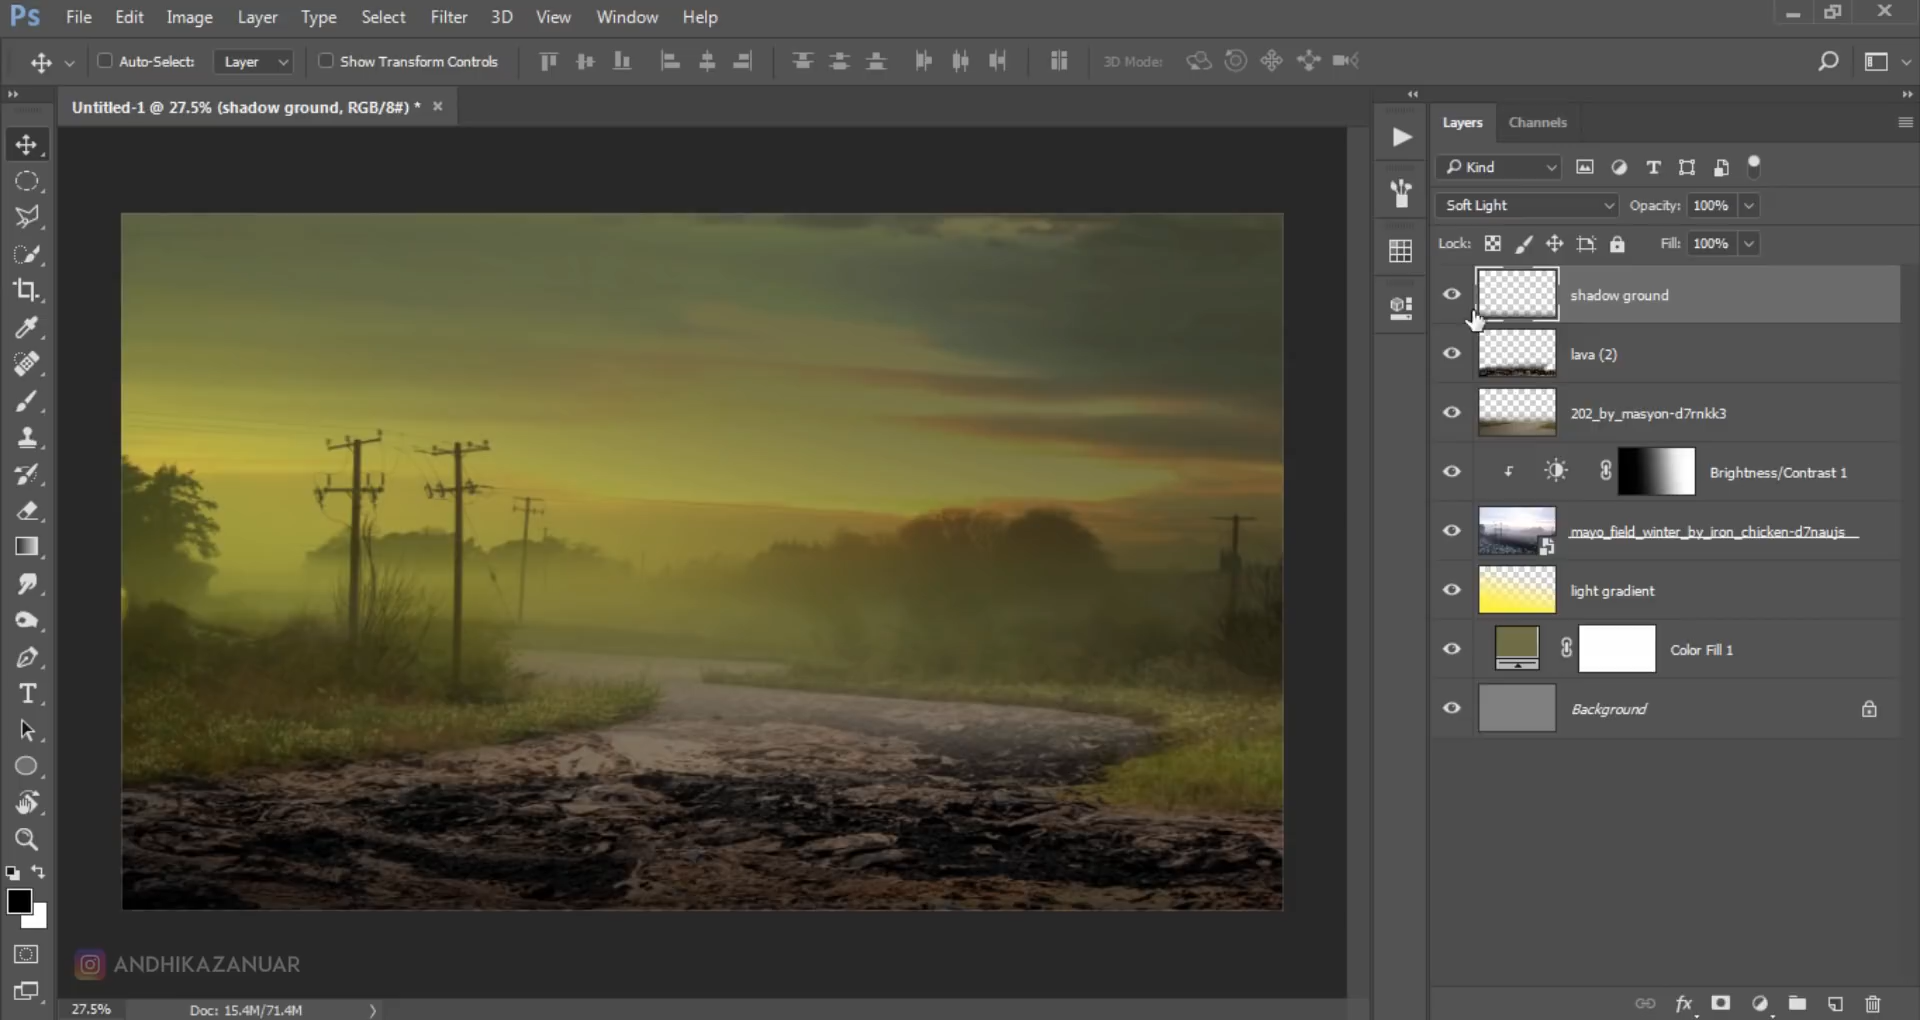 Ps File Edit Image Layer Type Select Filter 3D View Window Help
Auto-Select: Layer Show Transform Controls 3D Mode:
Untitled-1 @ 27.5% (shadow ground, RGB/8#) *
Layers Channels
Kind
Soft Light Opacity: 100%
Lock: Fill: 100%
shadow ground
lava (2)
202_by_masyon-d7rnkk3
Brightness/Contrast 1
mayo_field_winter_by_iron_chicken-d7naujs
light gradient
Color Fill 1
Background
ANDHIKAZANUAR
27.5% Doc: 15.4M/71.4M
fx